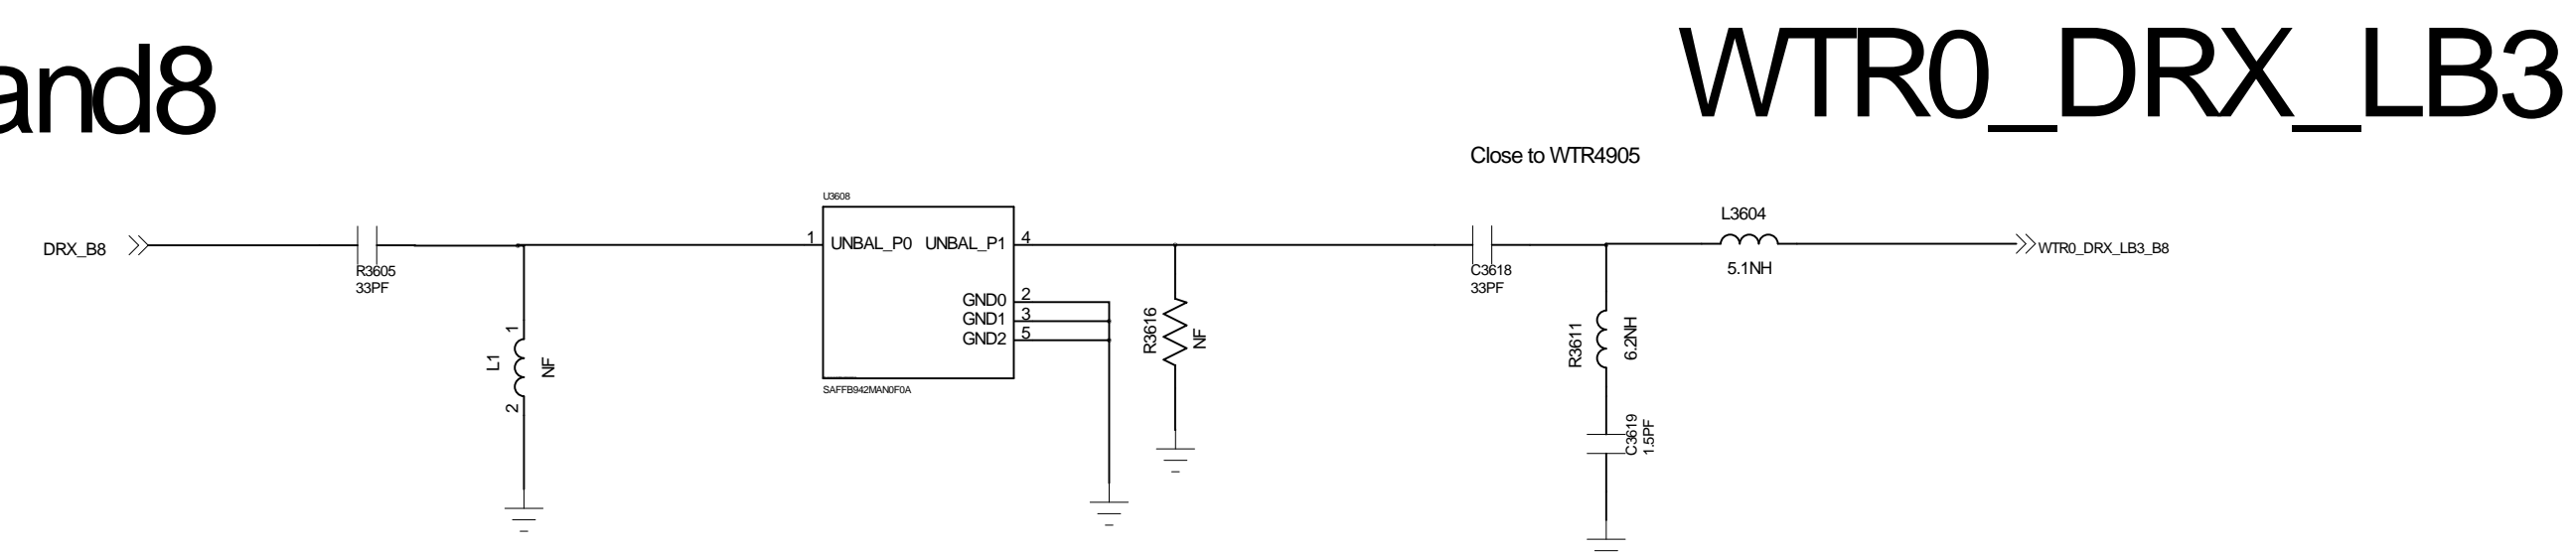 and8
WTR0_DRX_LB3
Close to WTR4905
U3608
L3604
DRX_B8
1
UNBAL_P0
UNBAL_P1
4
WTR0_DRX_LB3_B8
R3605
33PF
C3618
33PF
5.1NH
GND0
2
GND1
3
GND2
5
L1
1
2
NF
R3616
NF
R3611
6.2NH
SAFFB942MAN0F0A
C3619
1.5PF